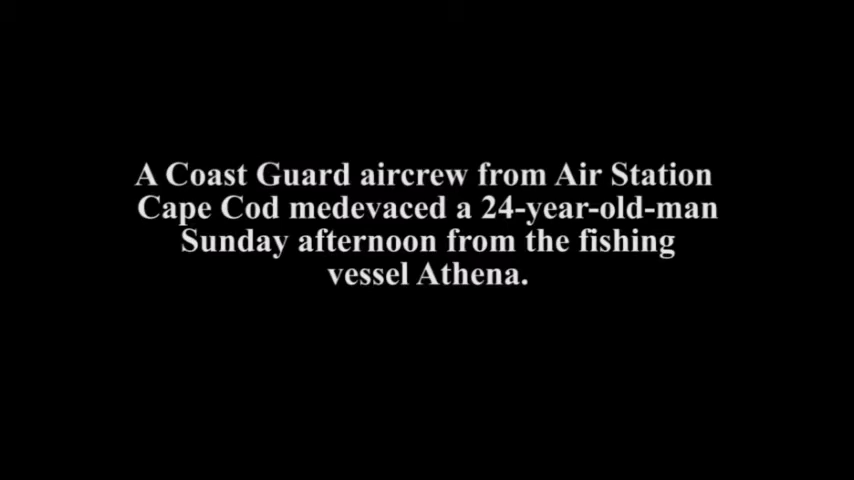 A Coast Guard aircrew from Air Station
Cape Cod medevaced a 24-year-old-man
Sunday afternoon from the fishing
vessel Athena.